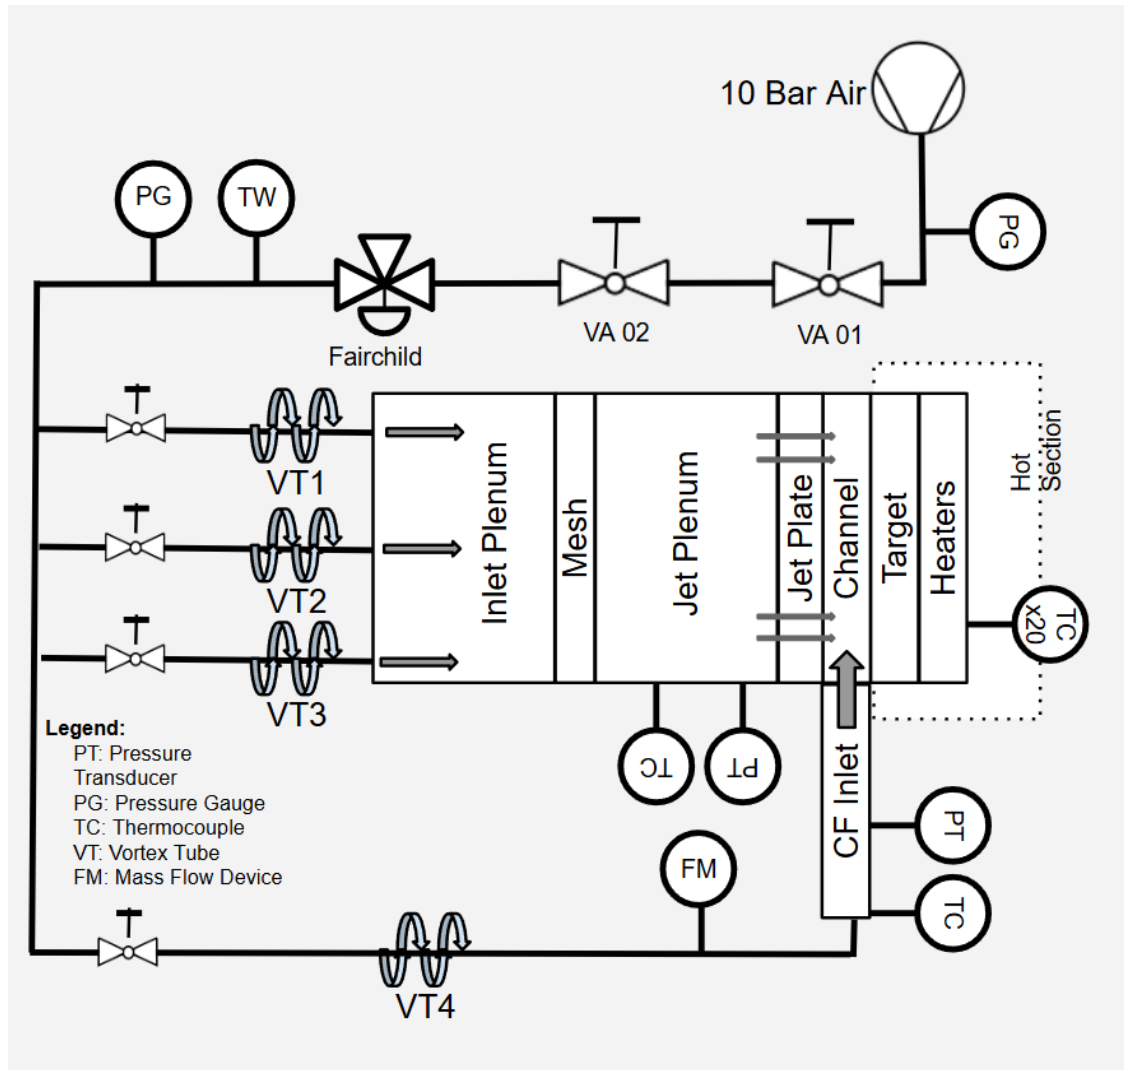 10 Bar Air
PG
TW
PG
VA 02
VA 01
Fairchild
Hot
Section
VT1
VT2
VT3
Inlet Plenum
Mesh
Jet Plenum
Jet Plate
Channel
Target
Heaters
TC
x20
Legend:
PT: Pressure
Transducer
PG: Pressure Gauge
TC: Thermocouple
VT: Vortex Tube
FM: Mass Flow Device
TC
PT
CF Inlet
PT
FM
TC
VT4